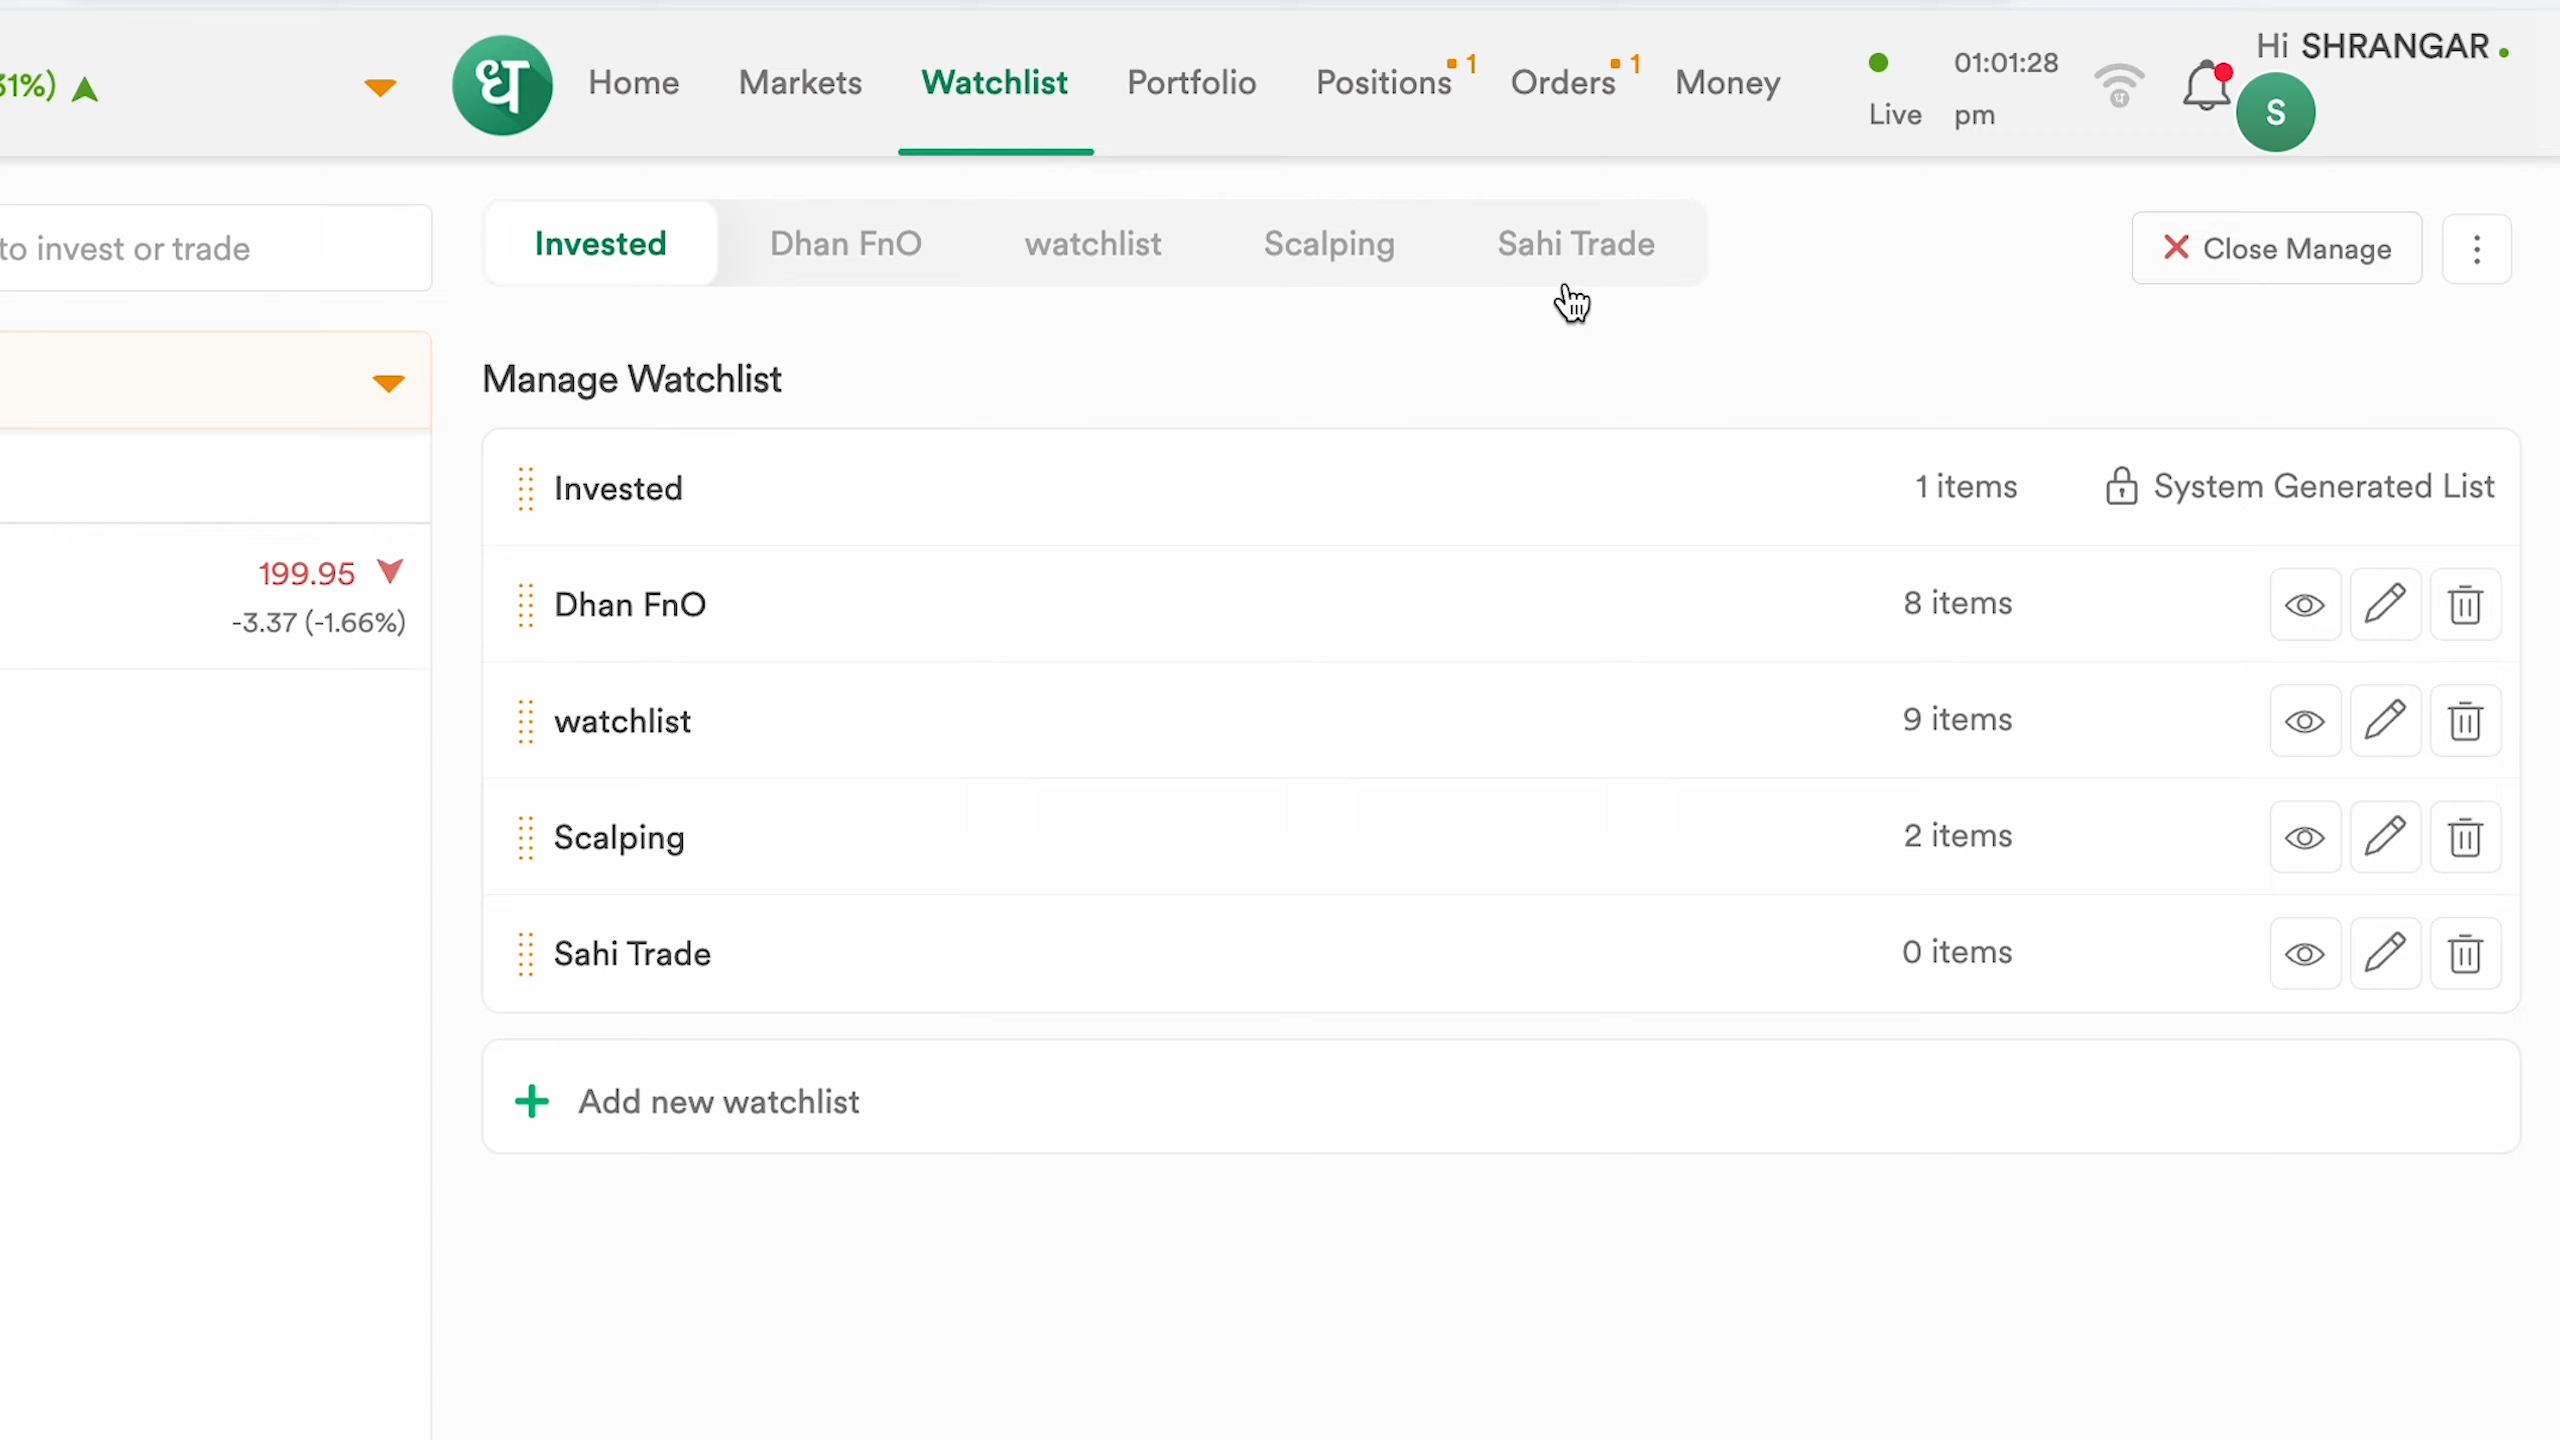 31%)
ध
Home
Markets
Watchlist
Portfolio
Positions 1
Orders 1
Money
Live
01:01:28
pm
Hi SHRANGAR
S
to invest or trade
Invested
Dhan FnO
watchlist
Scalping
Sahi Trade
Close Manage
199.95
-3.37 (-1.66%)
Manage Watchlist
Invested 1 items System Generated List
Dhan FnO 8 items
watchlist 9 items
Scalping 2 items
Sahi Trade 0 items
+ Add new watchlist